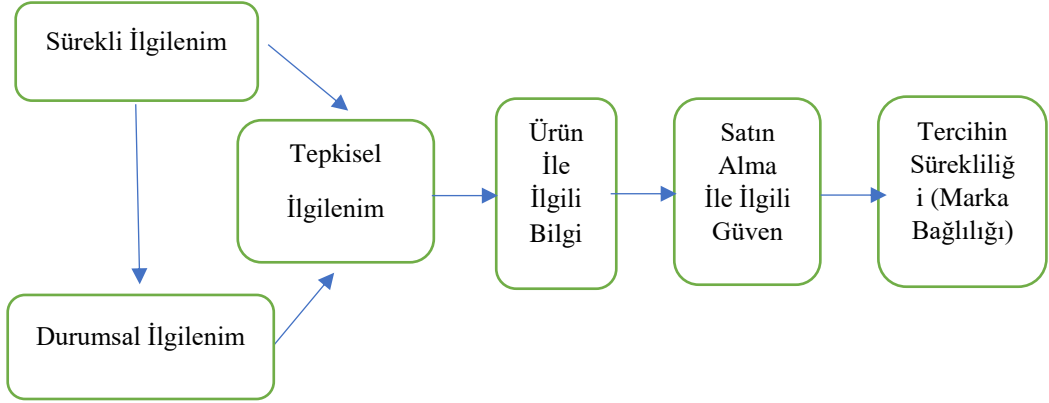 Sürekli İlgilenim
Tepkisel
İlgilenim
Durumsal İlgilenim
Ürün
İle
İlgili
Bilgi
Satın
Alma
İle İlgili
Güven
Tercihin
Sürekliliğ
i (Marka
Bağlılığı)